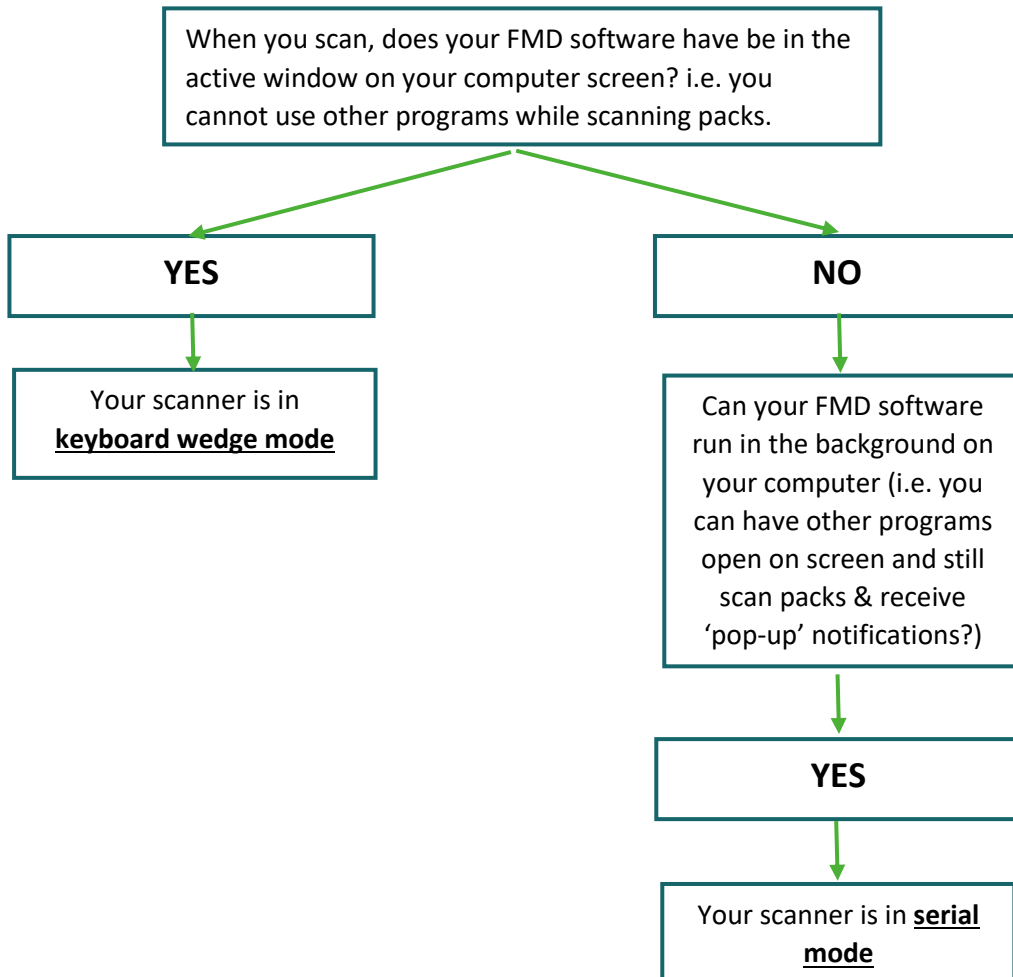 When you scan, does your FMD software have be in the
active window on your computer screen? i.e. you
cannot use other programs while scanning packs.
YES
NO
Your scanner is in
keyboard wedge mode
Can your FMD software
run in the background on
your computer (i.e. you
can have other programs
open on screen and still
scan packs & receive
‘pop-up’ notifications?)
YES
Your scanner is in serial
mode